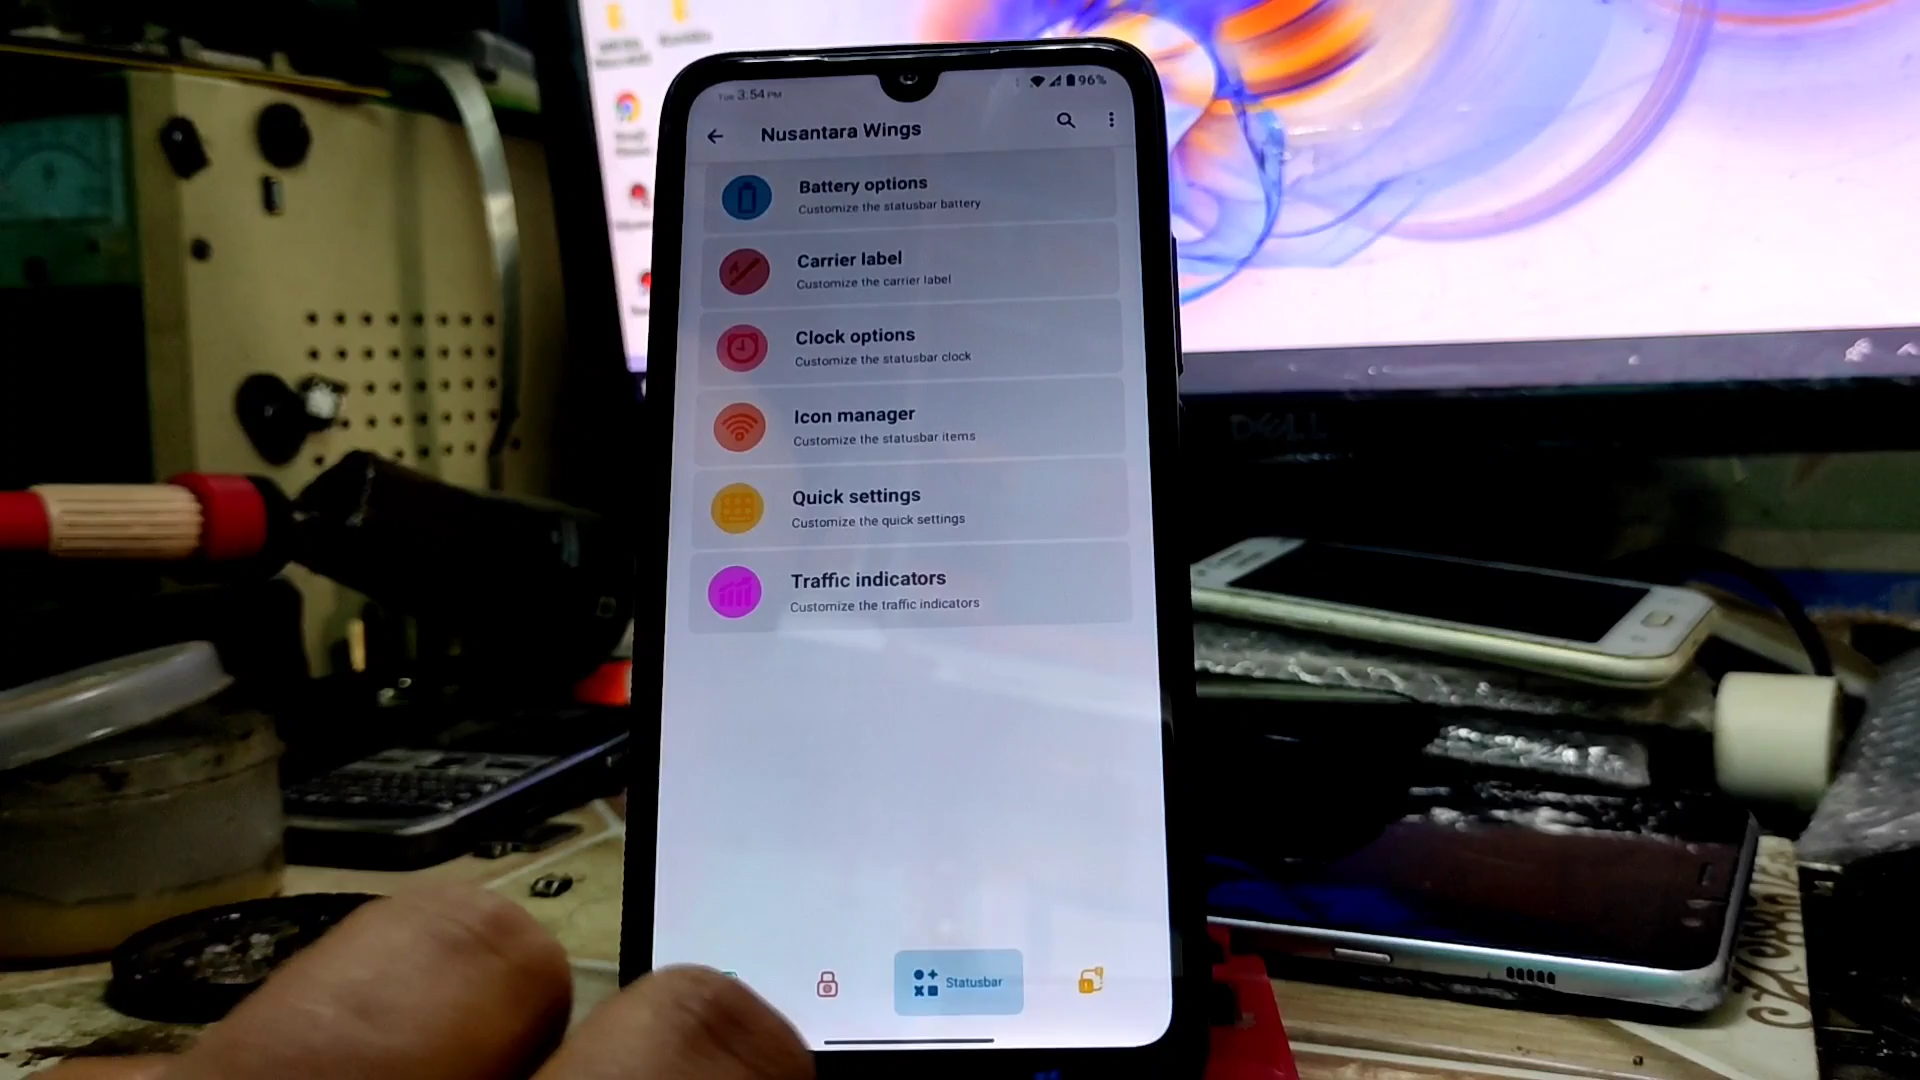 Tue 3:54 PM
96%
Nusantara Wings
Battery options
Customize the statusbar battery
Carrier label
Customize the carrier label
Clock options
Customize the statusbar clock
Icon manager
Customize the statusbar items
Quick settings
Customize the quick settings
Traffic indicators
Customize the traffic indicators
Statusbar
DELL